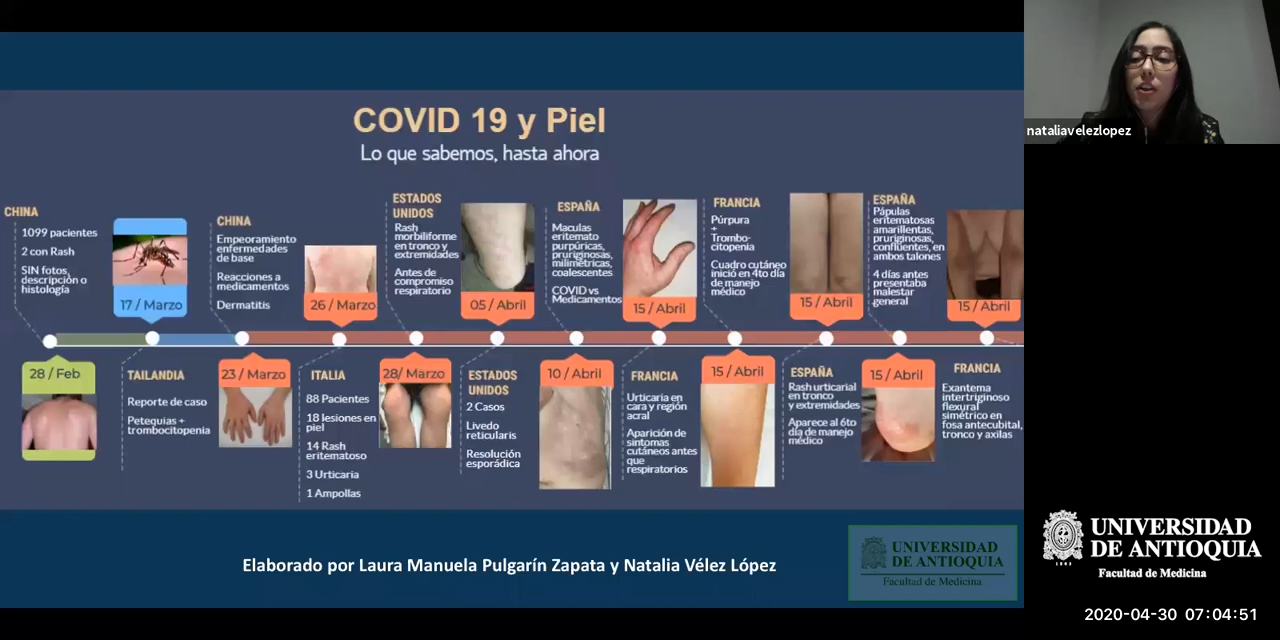 COVID 19 y Piel
Lo que sabemos, hasta ahora
CHINA
1099 pacientes
2 con Rash
SIN fotos,
descripción o
histología
28 / Feb
17 / Marzo
TAILANDIA
Reporte de caso
Petequias +
trombocitopenia
CHINA
Empeoramiento
enfermedades
de base
Reacciones a
medicamentos
Dermatitis
23 / Marzo
26 / Marzo
ITALIA
88 Pacientes
18 lesiones en
piel
14 Rash
eritematoso
3 Urticaria
1 Ampollas
28/ Marzo
ESTADOS
UNIDOS
Rash
morbiliforme
en tronco y
extremidades
Antes de
compromiso
respiratorio
05 / Abril
ESTADOS
UNIDOS
2 Casos
Livedo
reticularis
Resolución
esporádica
10 / Abril
ESPAÑA
Maculas
eritemato
purpúricas,
pruriginosas,
milimétricas,
coalescentes
COVID vs
Medicamentos
15 / Abril
FRANCIA
Urticaria en
cara y región
acral
Aparición de
sintomas
cutáneos antes
que
respiratorios
15 / Abril
FRANCIA
Púrpura
+
Trombo-
citopenia
Cuadro cutáneo
inició en 4to día
de manejo
médico
15 / Abril
ESPAÑA
Rash urticarial
en tronco
y extremidades
Aparece al 6to
día de manejo
médico
15 / Abril
ESPAÑA
Pápulas
eritematosas
amarillentas,
pruriginosas,
confluentes, en
ambos talones
4 días antes
presentaba
malestar
general
15 / Abril
FRANCIA
Exantema
intertriginoso
flexural
simétrico en
fosa antecubital,
tronco y axilas
Elaborado por Laura Manuela Pulgarín Zapata y Natalia Vélez López
UNIVERSIDAD
DE ANTIOQUIA
Facultad de Medicina
nataliavelezlopez
UNIVERSIDAD
DE ANTIOQUIA
1803
Facultad de Medicina
2020-04-30 07:04:51